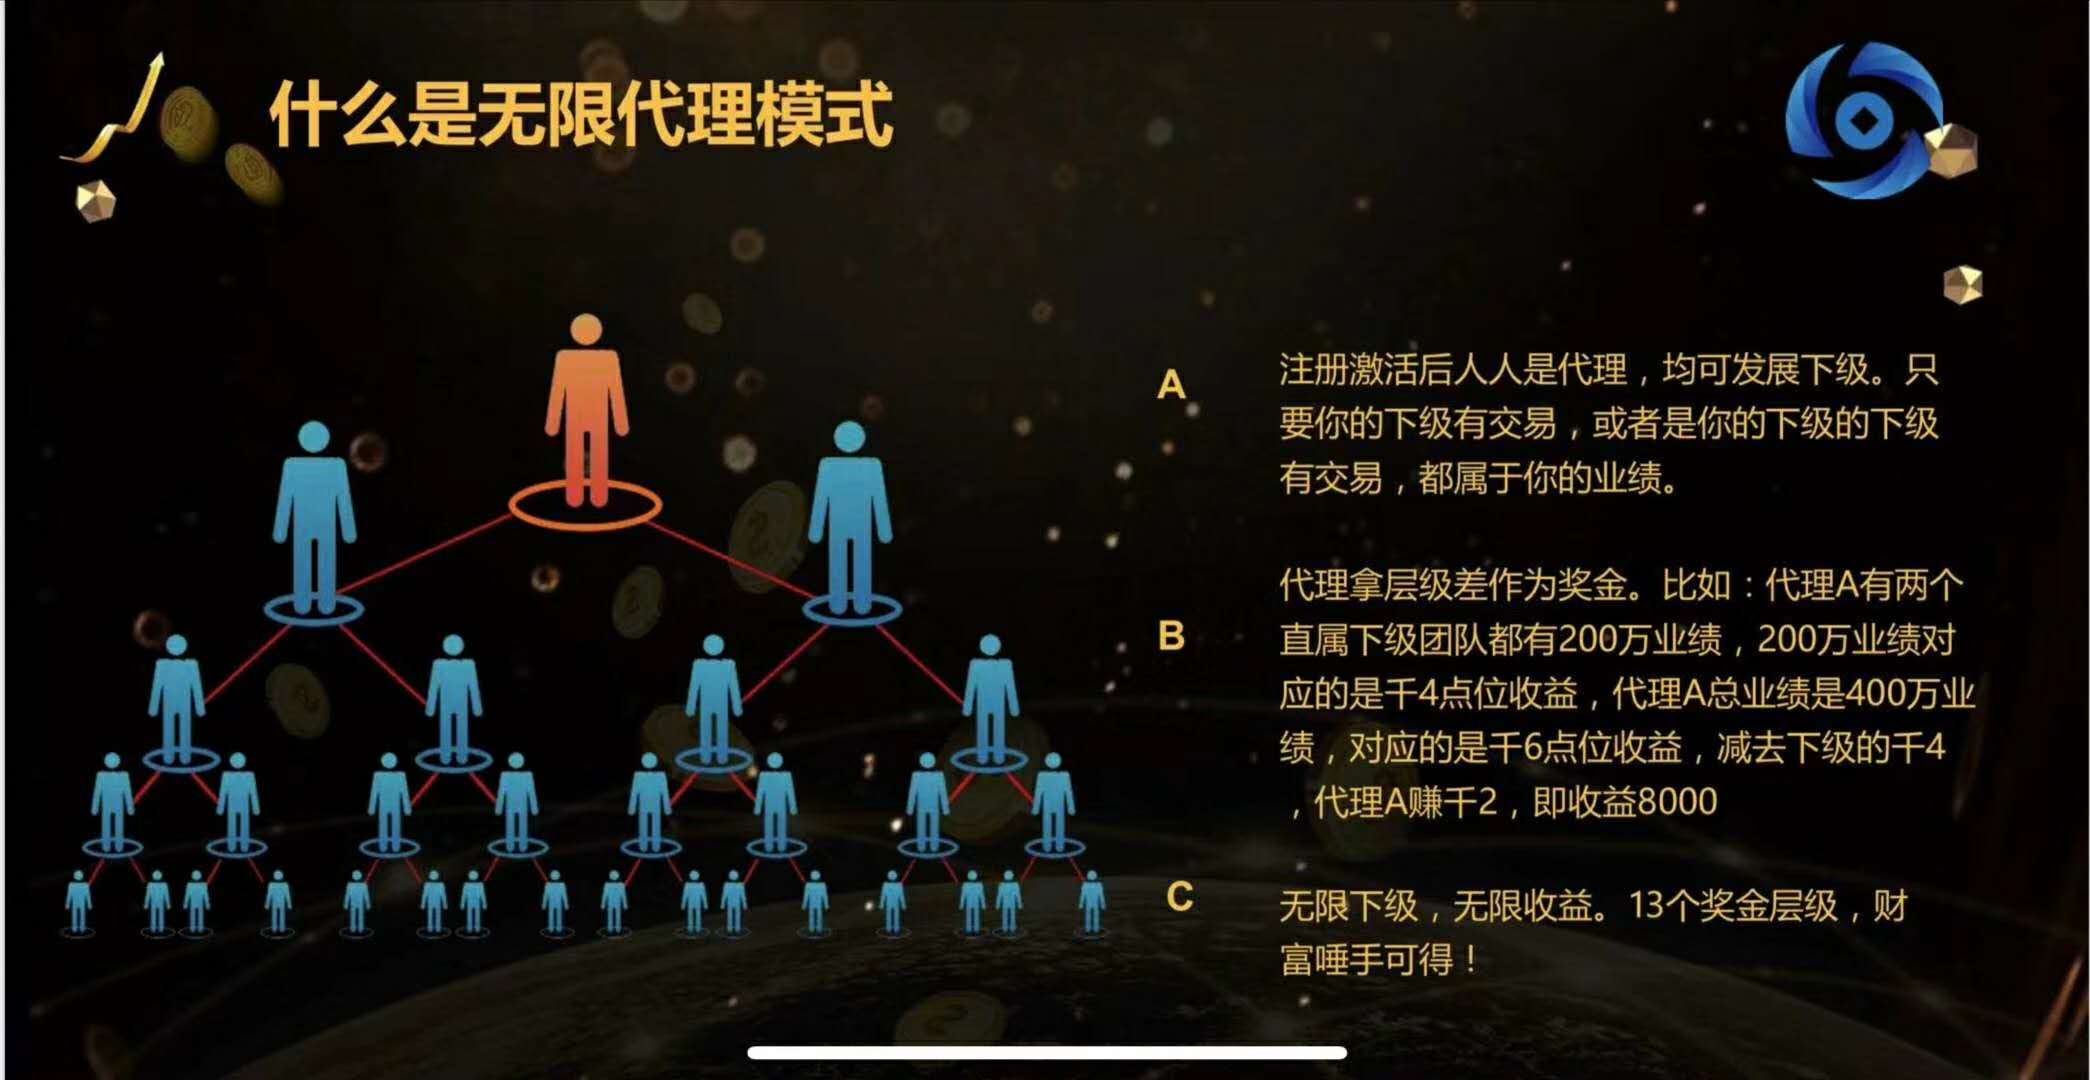 什么是无限代理模式
A
注册激活后人人是代理，均可发展下级。只
要你的下级有交易，或者是你的下级的下级
有交易，都属于你的业绩。
B
代理拿层级差作为奖金。比如：代理A有两个
直属下级团队都有200万业绩，200万业绩对
应的是千4点位收益，代理A总业绩是400万业
绩，对应的是千6点位收益，减去下级的千4
，代理A赚千2，即收益8000
C
无限下级，无限收益。13个奖金层级，财
富唾手可得！